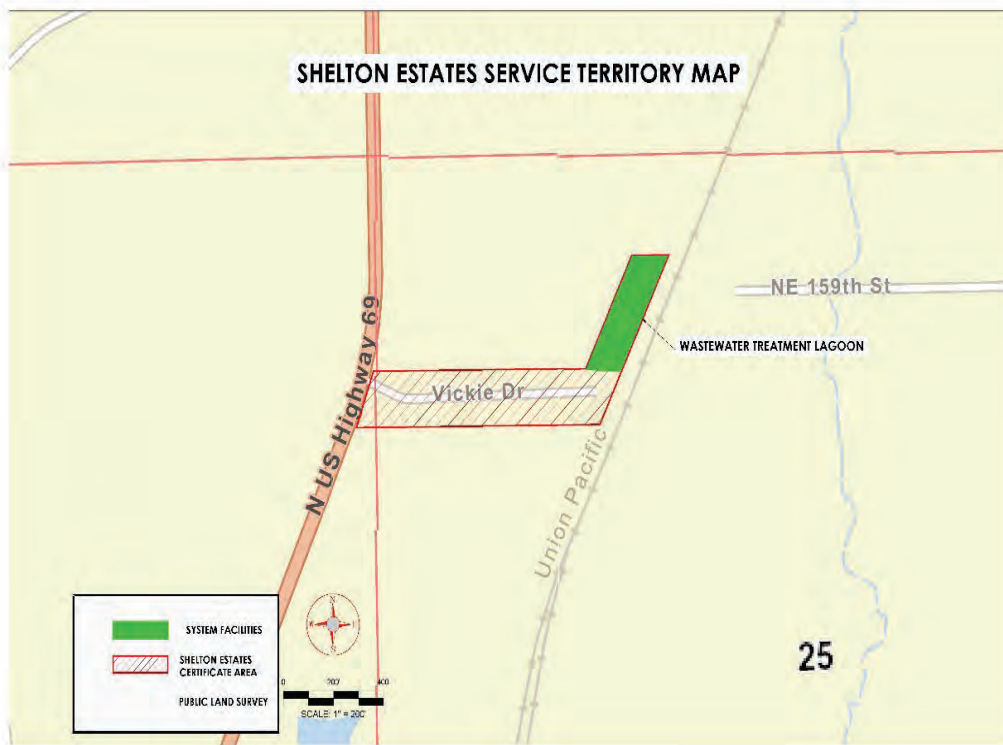 SHELTON ESTATES SERVICE TERRITORY MAP
NE 159th St
N US Highway 69
WASTEWATER TREATMENT LAGOON
Vickie Dr
Union Pacific
25
SYSTEM FACILITIES
SHELTON ESTATES
CERTIFICATE AREA
PUBLIC LAND SURVEY
N
W
E
S
0 200' 400
SCALE: 1" = 200'